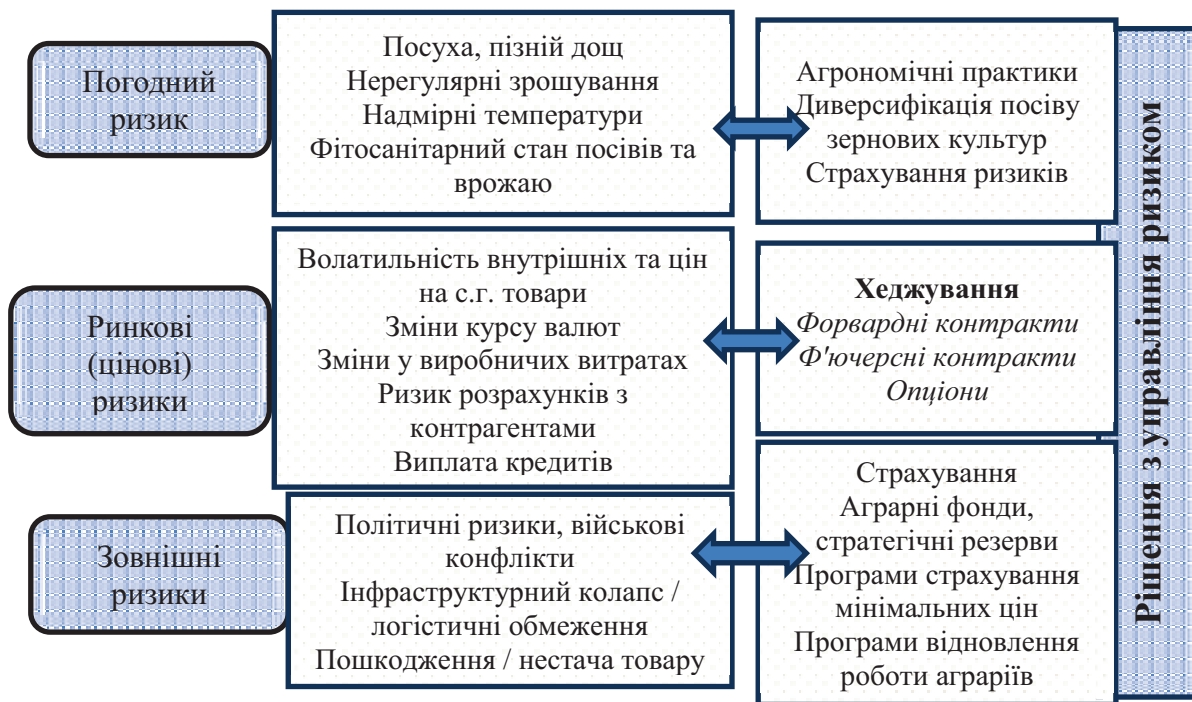 Погодний
ризик
Посуха, пізній дощ
Нерегулярні зрошування
Надмірні температури
Фітосанітарний стан посівів та
врожаю
Агрономічні практики
Диверсифікація посіву
зернових культур
Страхування ризиків
Ринкові
(цінові)
ризики
Волатильність внутрішніх та цін
на с.г. товари
Зміни курсу валют
Зміни у виробничих витратах
Ризик розрахунків з
контрагентами
Виплата кредитів
Хеджування
Форвардні контракти
Ф'ючерсні контракти
Опціони
Зовнішні
ризики
Політичні ризики, військові
конфлікти
Інфраструктурний колапс /
логістичні обмеження
Пошкодження / нестача товару
Страхування
Аграрні фонди,
стратегічні резерви
Програми страхування
мінімальних цін
Програми відновлення
роботи аграріїв
Рішення з управління ризиком